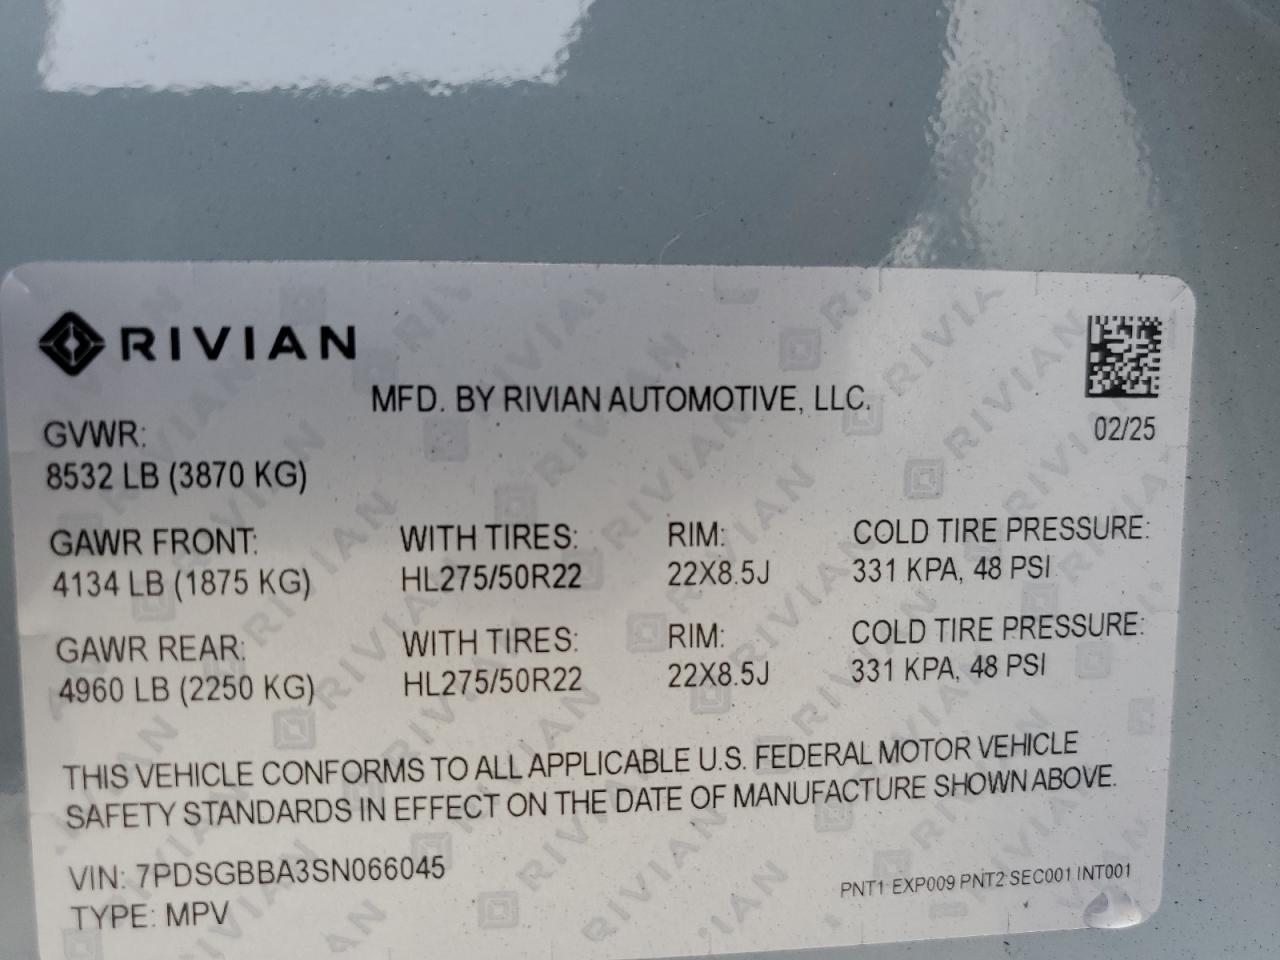 RIVIAN
MFD. BY RIVIAN AUTOMOTIVE, LLC.
02/25
GVWR:
8532 LB (3870 KG)
GAWR FRONT: WITH TIRES: RIM: COLD TIRE PRESSURE:
4134 LB (1875 KG) HL275/50R22 22X8.5J 331 KPA, 48 PSI
GAWR REAR: WITH TIRES: RIM: COLD TIRE PRESSURE:
4960 LB (2250 KG) HL275/50R22 22X8.5J 331 KPA, 48 PSI
THIS VEHICLE CONFORMS TO ALL APPLICABLE U.S. FEDERAL MOTOR VEHICLE
SAFETY STANDARDS IN EFFECT ON THE DATE OF MANUFACTURE SHOWN ABOVE.
VIN: 7PDSGBBA3SN066045
TYPE: MPV
PNT1 EXP009 PNT2 SEC001 INT001